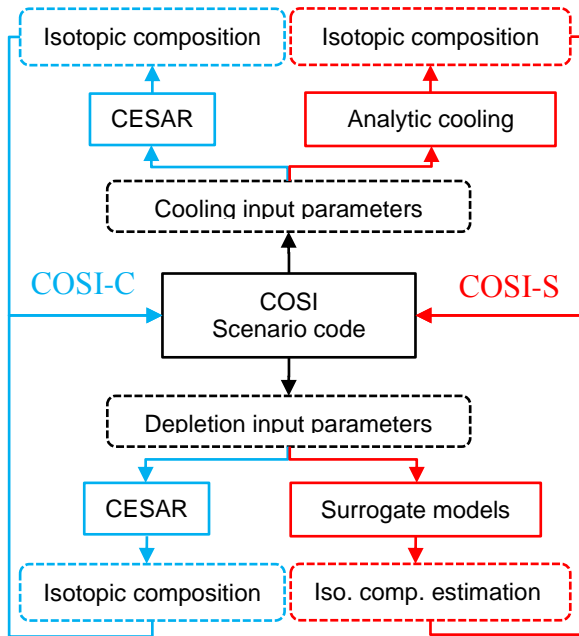 Isotopic composition
Isotopic composition
CESAR
Analytic cooling
Cooling input parameters
COSI-C
COSI
Scenario code
COSI-S
Depletion input parameters
CESAR
Surrogate models
Isotopic composition
Iso. comp. estimation